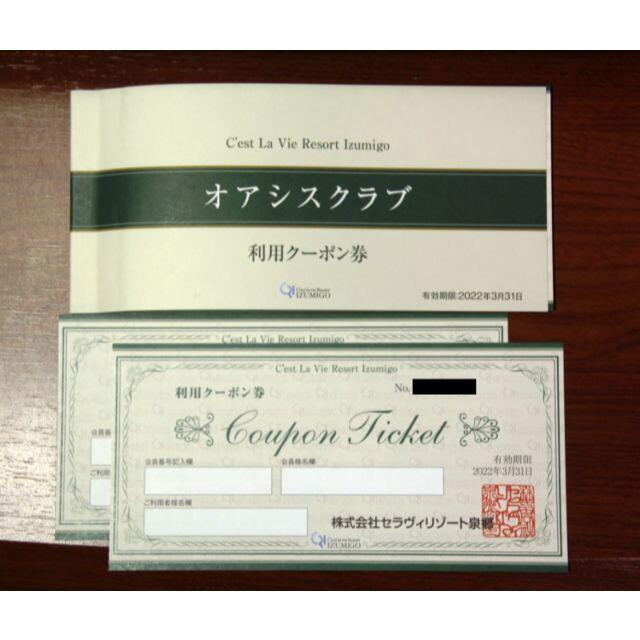 C'est La Vie Resort Izumigo
オアシスクラブ
利用クーポン券
IZUMIGO
有効期限:2022年3月31日
C'est La Vie Resort Izumigo
C'est La Vie Resort Izumigo
利用クーポン券
No.
Coupon Ticket
会員番号記入欄
会員様名欄
有効期限
2022年3月31日
ご利用者様名欄
株式会社セラヴィリゾート泉郷
IZUMIGO